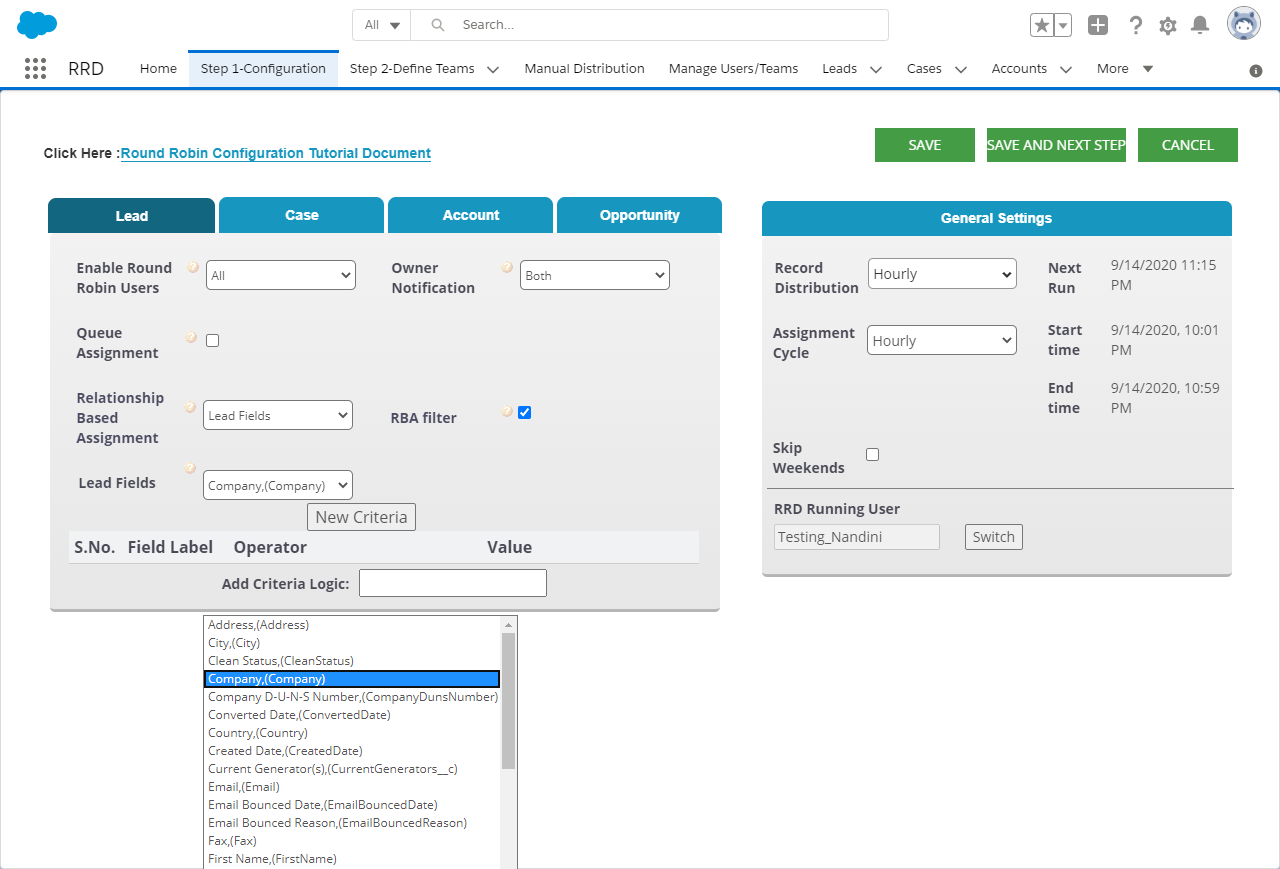 All
Search...
RRD
Home
Step 1-Configuration
Step 2-Define Teams
Manual Distribution
Manage Users/Teams
Leads
Cases
Accounts
More
Click Here :Round Robin Configuration Tutorial Document
SAVE
SAVE AND NEXT STEP
CANCEL
Lead
Case
Account
Opportunity
Enable Round
Robin Users
All
Owner
Notification
Both
Queue
Assignment
Relationship
Based
Assignment
Lead Fields
RBA filter
Lead Fields
Company,(Company)
New Criteria
S.No. Field Label Operator Value
Add Criteria Logic:
Address,(Address)
City,(City)
Clean Status,(CleanStatus)
Company,(Company)
Company D-U-N-S Number,(CompanyDunsNumber)
Converted Date,(ConvertedDate)
Country,(Country)
Created Date,(CreatedDate)
Current Generator(s),(CurrentGenerators__c)
Email,(Email)
Email Bounced Date,(EmailBouncedDate)
Email Bounced Reason,(EmailBouncedReason)
Fax,(Fax)
First Name,(FirstName)
General Settings
Record
Distribution
Hourly
Next
Run
9/14/2020 11:15
PM
Assignment
Cycle
Hourly
Start
time
9/14/2020, 10:01
PM
End
time
9/14/2020, 10:59
PM
Skip
Weekends
RRD Running User
Testing_Nandini
Switch